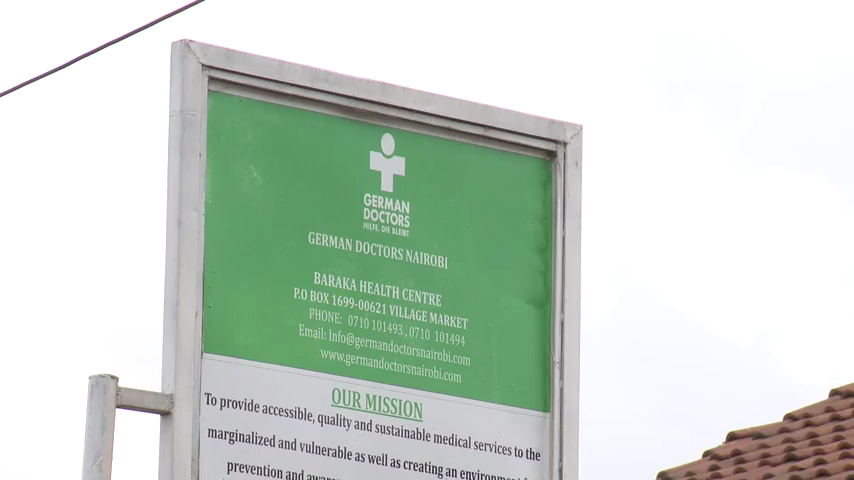 GERMAN
DOCTORS
HILFE, DIE BLEIBT
GERMAN DOCTORS NAIROBI
BARAKA HEALTH CENTRE
P.O BOX 1699-00621 VILLAGE MARKET
PHONE: 0710 101493 , 0710 101494
Email: Info@germandoctorsnairobi.com
www.germandoctorsnairobi.com
OUR MISSION
To provide accessible, quality and sustainable medical services to the
marginalized and vulnerable as well as creating an environment
prevention and